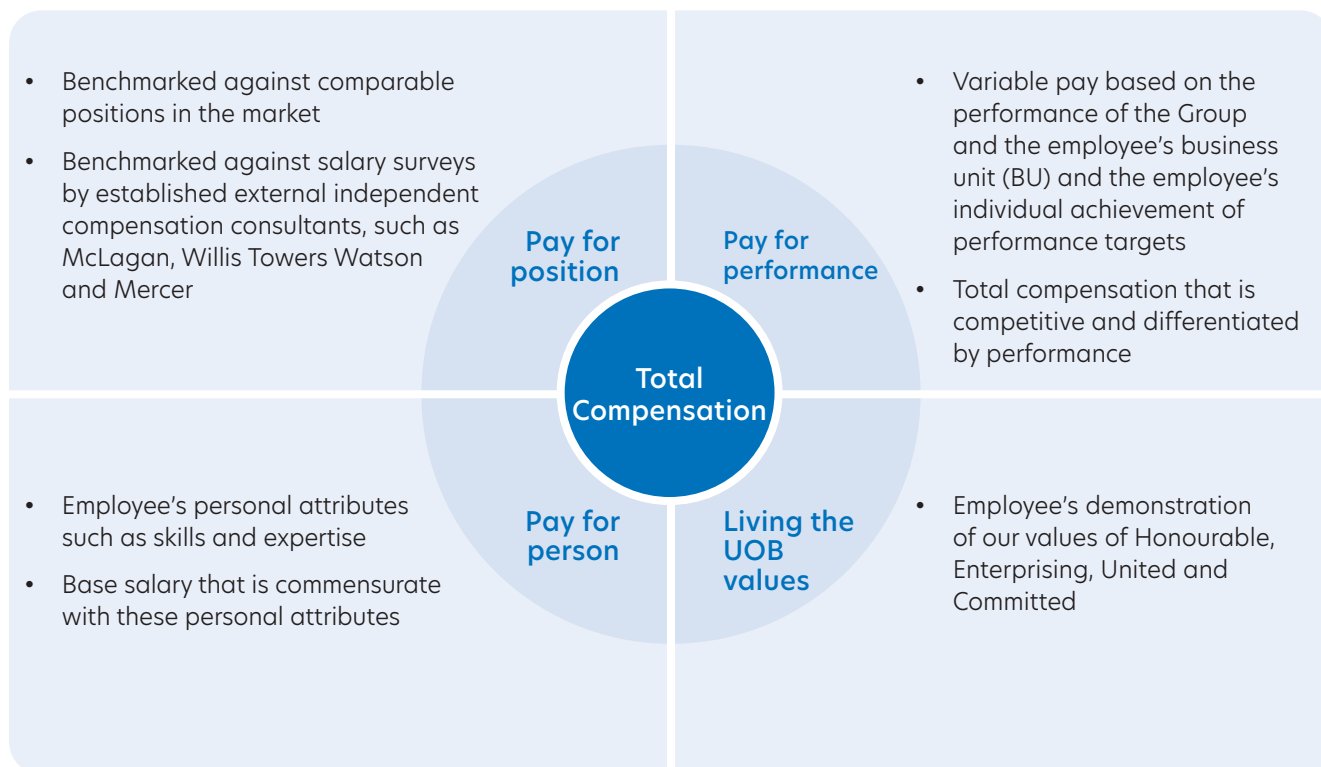 • Benchmarked against comparable
positions in the market
• Benchmarked against salary surveys
by established external independent
compensation consultants, such as
McLagan, Willis Towers Watson
and Mercer
Pay for
position
Pay for
performance
• Variable pay based on the
performance of the Group
and the employee’s business
unit (BU) and the employee’s
individual achievement of
performance targets
• Total compensation that is
competitive and differentiated
by performance
Total
Compensation
• Employee’s personal attributes
such as skills and expertise
• Base salary that is commensurate
with these personal attributes
Pay for
person
Living the
UOB
values
• Employee’s demonstration
of our values of Honourable,
Enterprising, United and
Committed